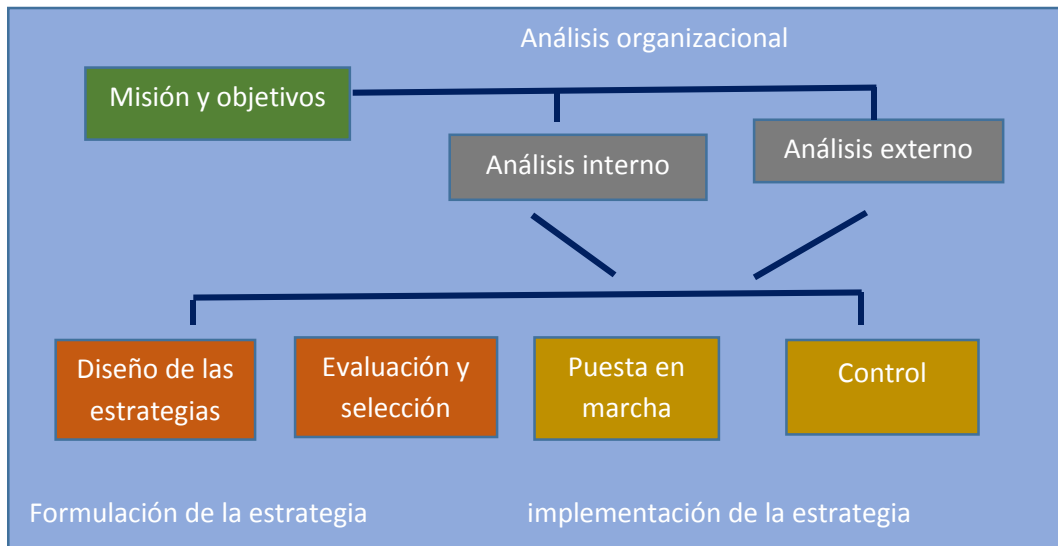 Análisis organizacional
Misión y objetivos
Análisis interno
Análisis externo
Diseño de las
estrategias
Evaluación y
selección
Puesta en
marcha
Control
Formulación de la estrategia
implementación de la estrategia